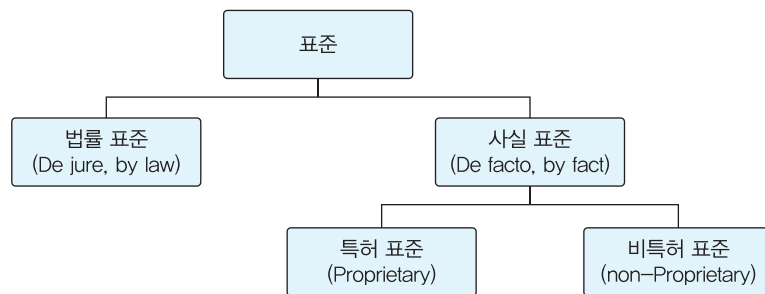 표준
법률 표준
(De jure, by law)
사실 표준
(De facto, by fact)
특허 표준
(Proprietary)
비특허 표준
(non-Proprietary)